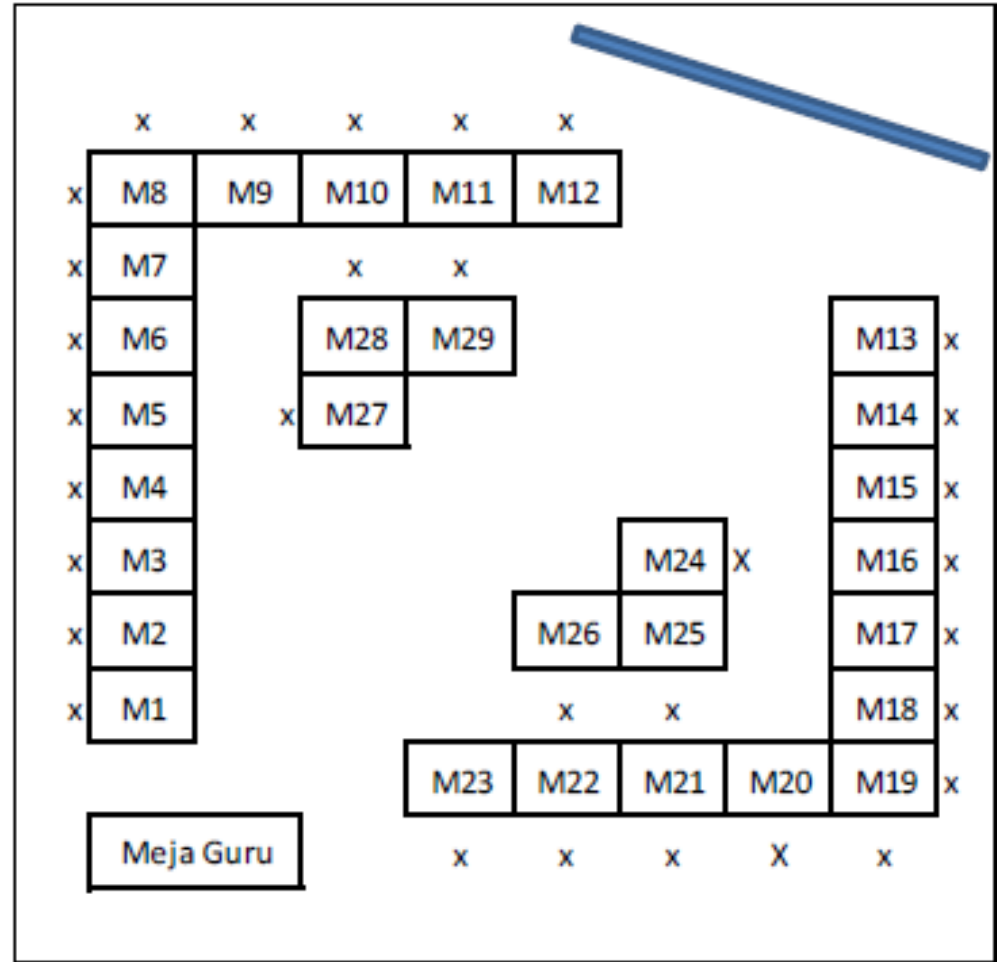 x x x x x
x M8 M9 M10 M11 M12
x M7 x x
x M6 M28 M29 M13 x
x M5 x M27 M14 x
x M4 M15 x
x M3 M24 X M16 x
x M2 M26 M25 M17 x
x M1 x x M18 x
M23 M22 M21 M20 M19 x
Meja Guru x x x X x